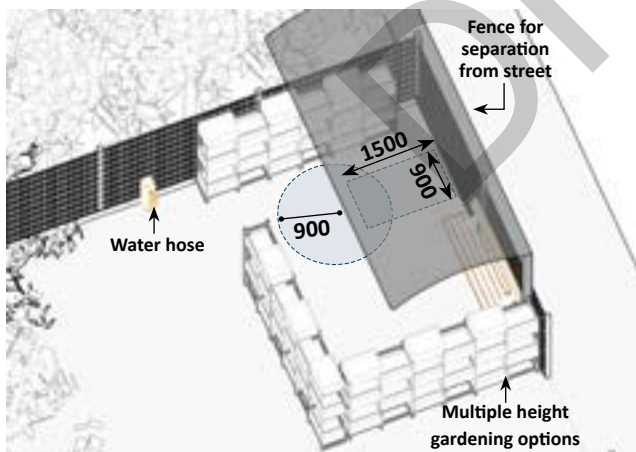 Fence for
separation
from street
1500
900
900
Water hose
Multiple height
gardening options